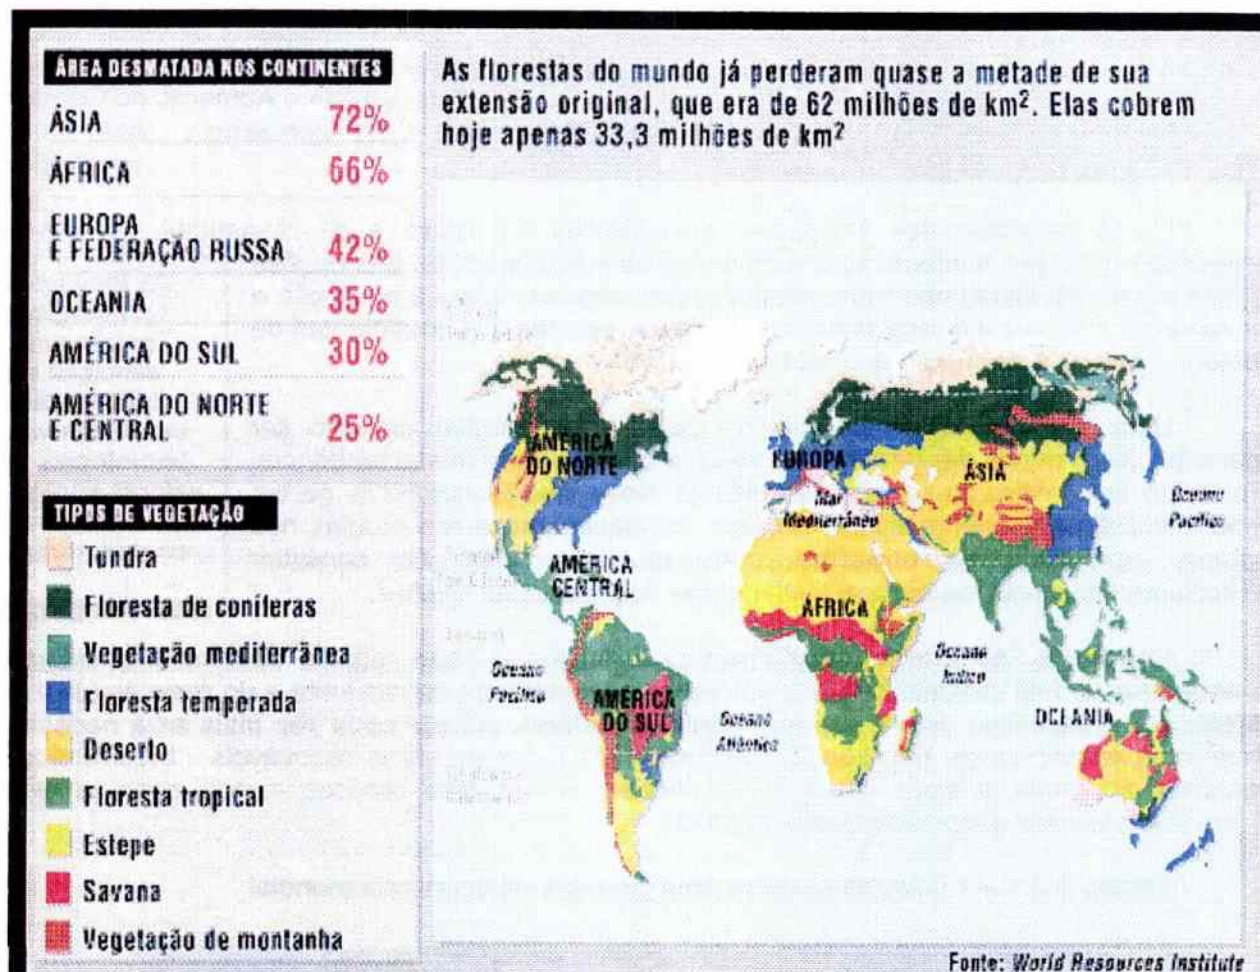 ÁREA DESMATADA NOS CONTINENTES
ÁSIA 72%
ÁFRICA 66%
EUROPA
E FEDERAÇÃO RUSSA 42%
OCEANIA 35%
AMÉRICA DO SUL 30%
AMÉRICA DO NORTE
E CENTRAL 25%
TIPOS DE VEGETAÇÃO
Tundra
Floresta de coníferas
Vegetação mediterrânea
Floresta temperada
Deserto
Floresta tropical
Estepe
Savana
Vegetação de montanha
As florestas do mundo já perderam quase a metade de sua
extensão original, que era de 62 milhões de km². Elas cobrem
hoje apenas 33,3 milhões de km²
AMÉRICA
DO NORTE
EUROPA
ÁSIA
Mar
Mediterrâneo
Oceano
Pacífico
AMÉRICA
CENTRAL
ÁFRICA
Oceano
Índico
Oceano
Pacífico
AMÉRICA
DO SUL
Oceano
Atlântico
OCEANIA
Fonte: World Resources Institute